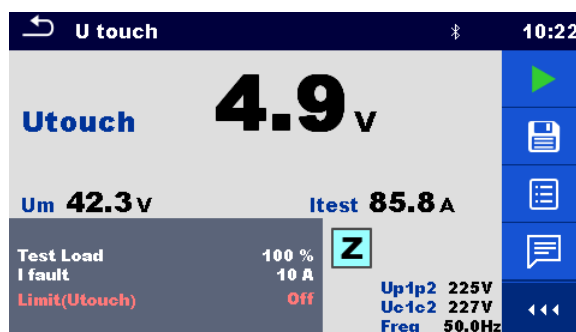 U touch 10:22
Utouch 4.9 V
Um 42.3 V Itest 85.8 A
Test Load 100 %
I fault 10 A
Limit(Utouch) Off
Z
Up1p2 225V
Uc1c2 227V
Freq 50.0Hz